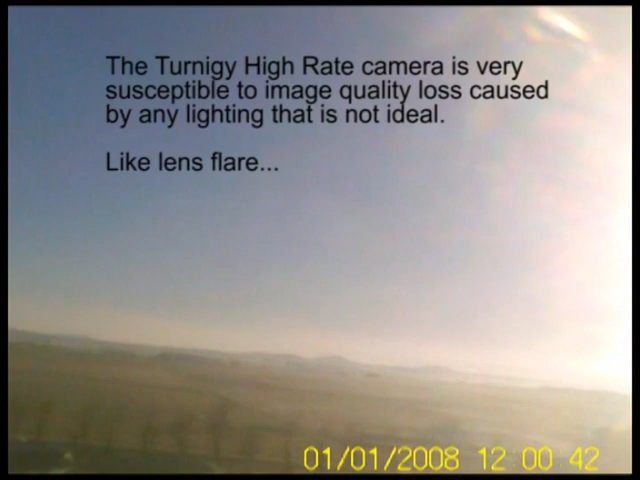 The Turnigy High Rate camera is very
susceptible to image quality loss caused
by any lighting that is not ideal.
Like lens flare...
01/01/2008 12:00 42